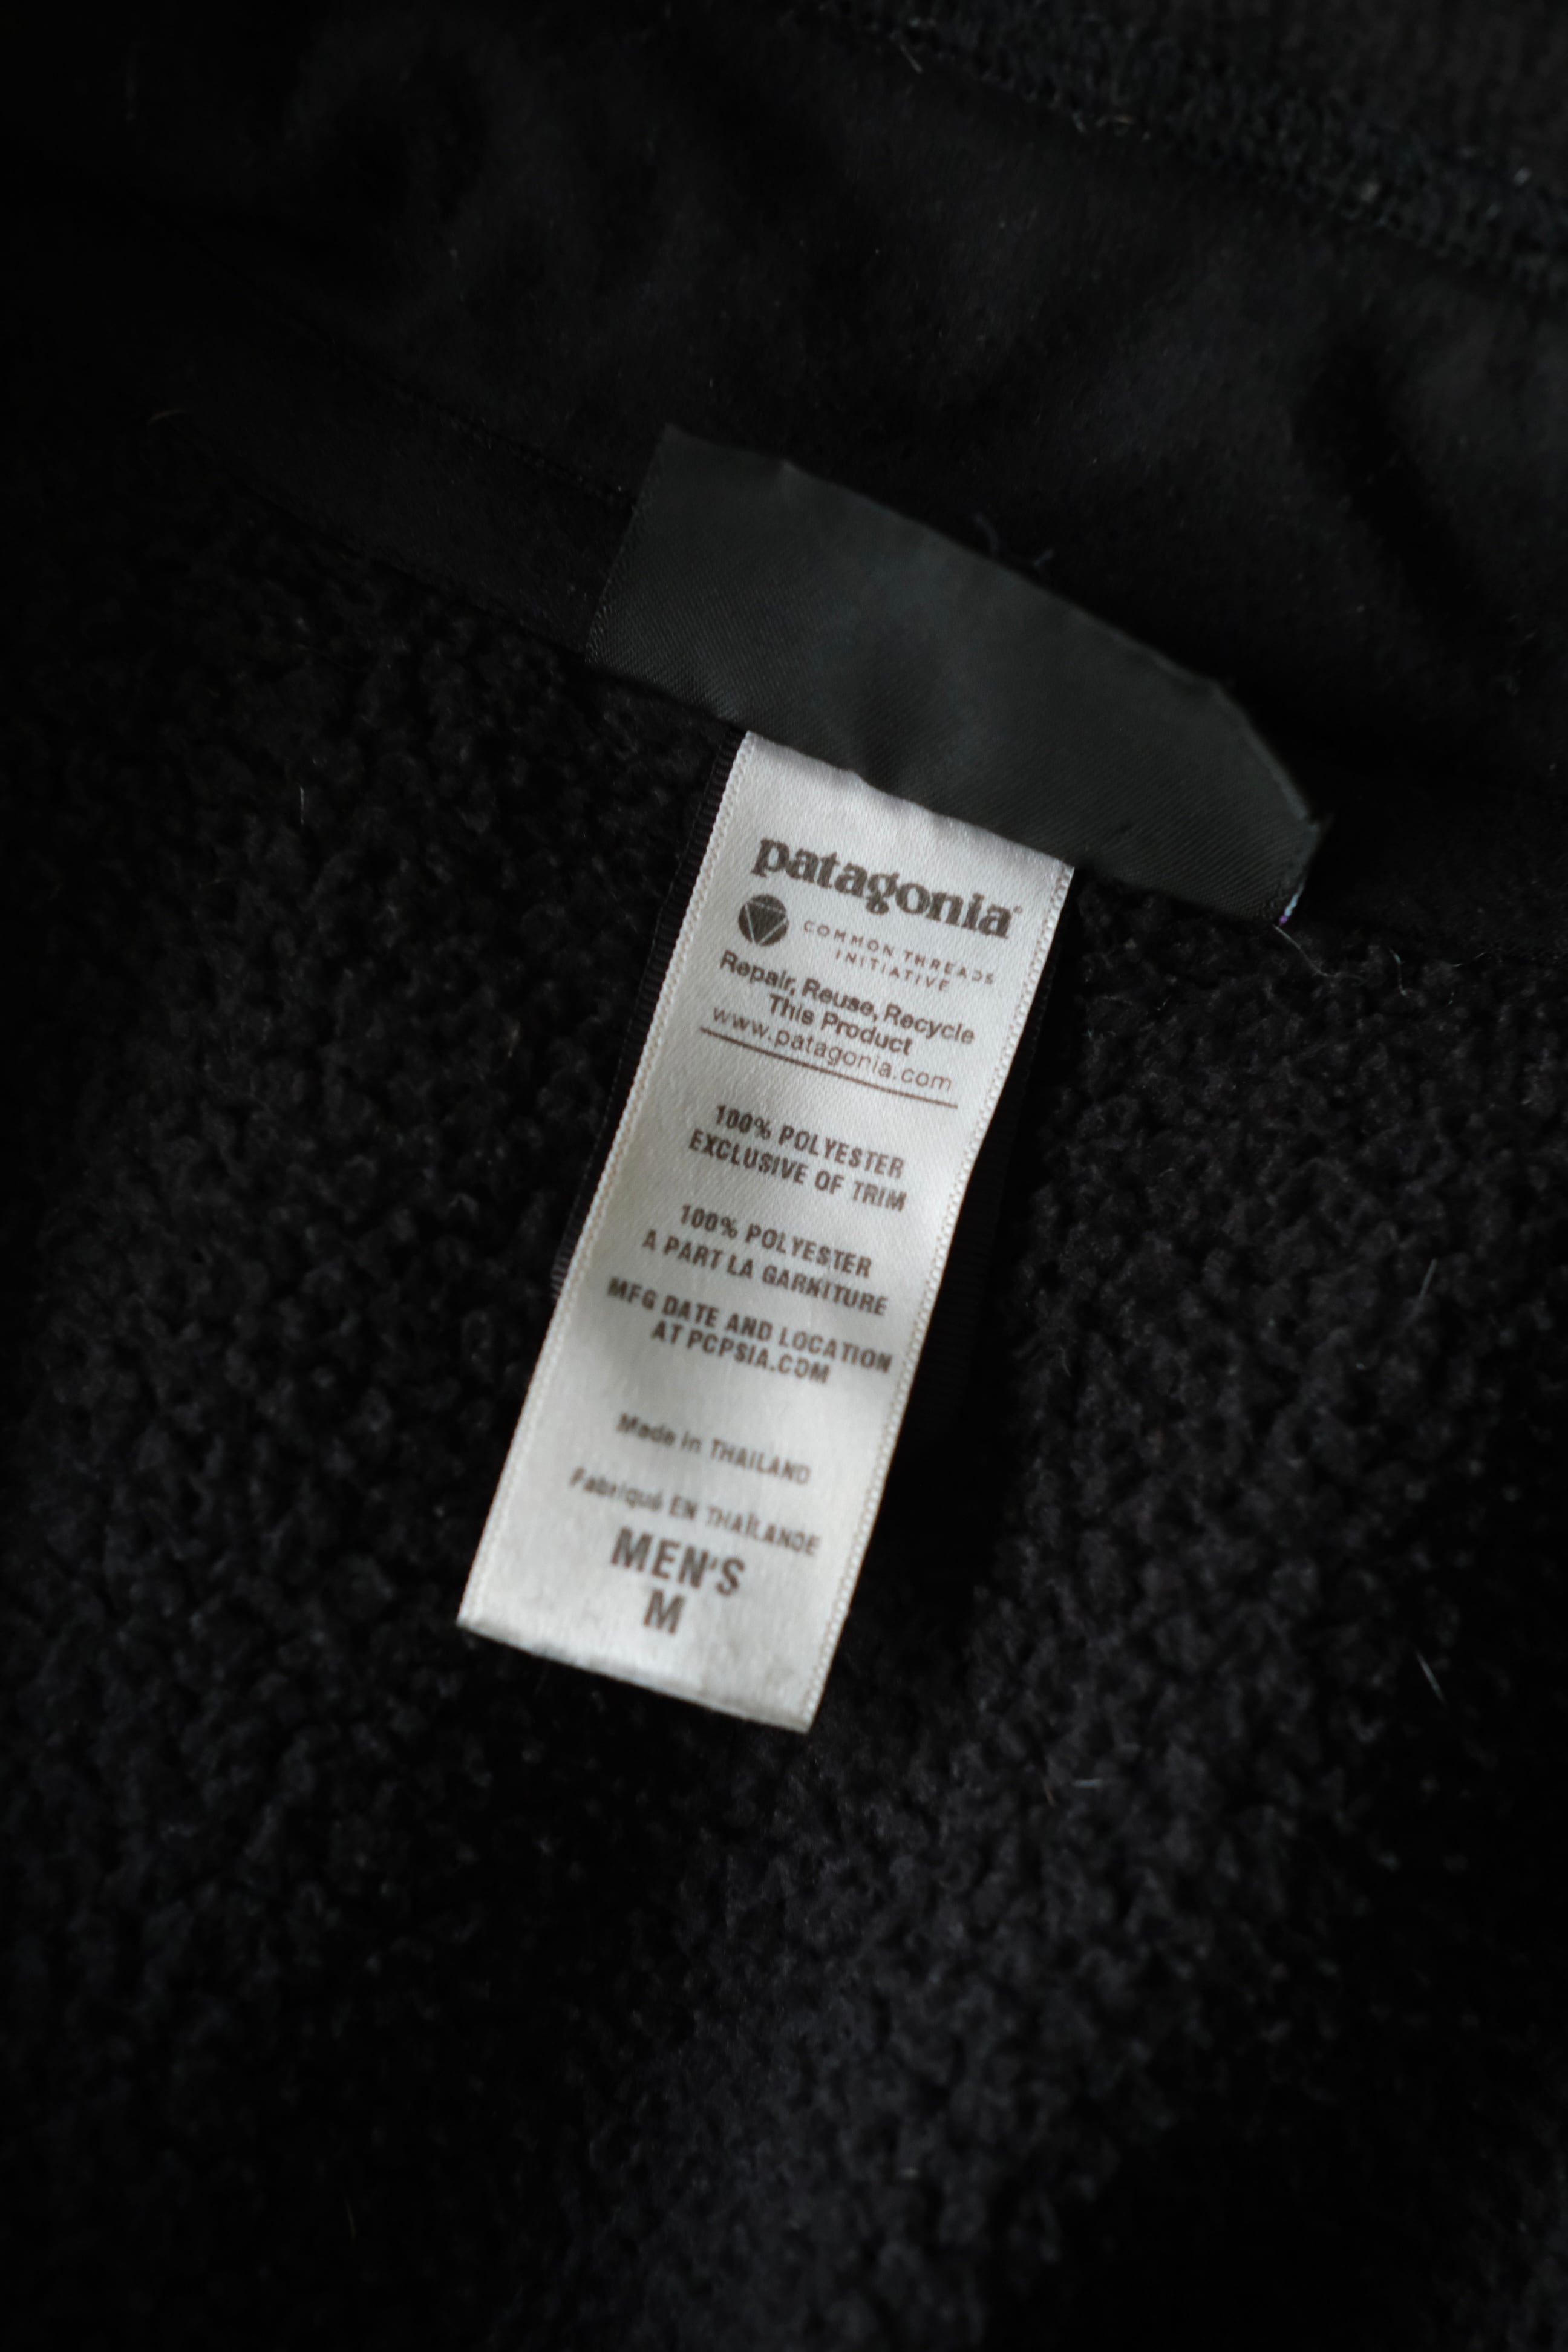 patagonia®
COMMON THREADS
INITIATIVE
Repair, Reuse, Recycle
This Product
www.patagonia.com
100% POLYESTER
EXCLUSIVE OF TRIM
100% POLYESTER
A PART LA GARNITURE
MFG DATE AND LOCATION
AT PCPSIA.COM
Made in THAILAND
Fabriqué EN THAÏLANDE
MEN'S
M